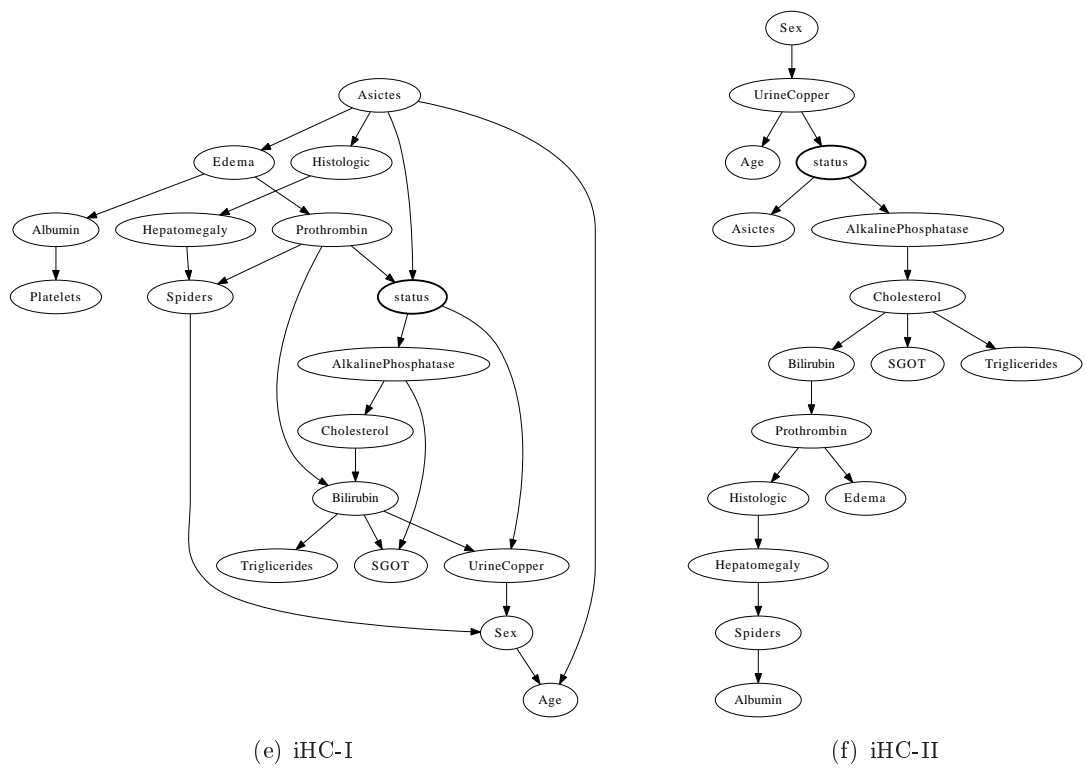 Asictes
Edema
Histologic
Albumin
Hepatomegaly
Prothrombin
Platelets
Spiders
status
AlkalinePhosphatase
Cholesterol
Bilirubin
Triglicerides
SGOT
UrineCopper
Sex
Age
(e) iHC-I
Sex
UrineCopper
Age
status
Asictes
AlkalinePhosphatase
Cholesterol
Bilirubin
SGOT
Triglicerides
Prothrombin
Histologic
Edema
Hepatomegaly
Spiders
Albumin
(f) iHC-II